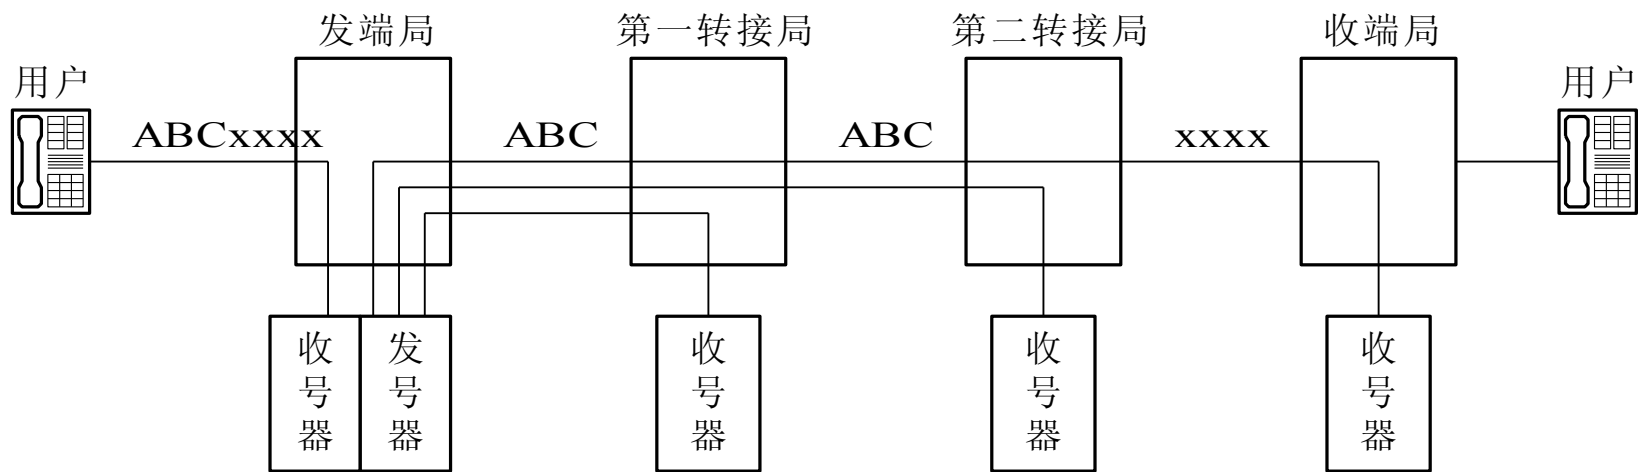 发端局 第一转接局 第二转接局 收端局
用户 用户
ABCxxxx ABC ABC xxxx
收号器 发号器 收号器 收号器 收号器